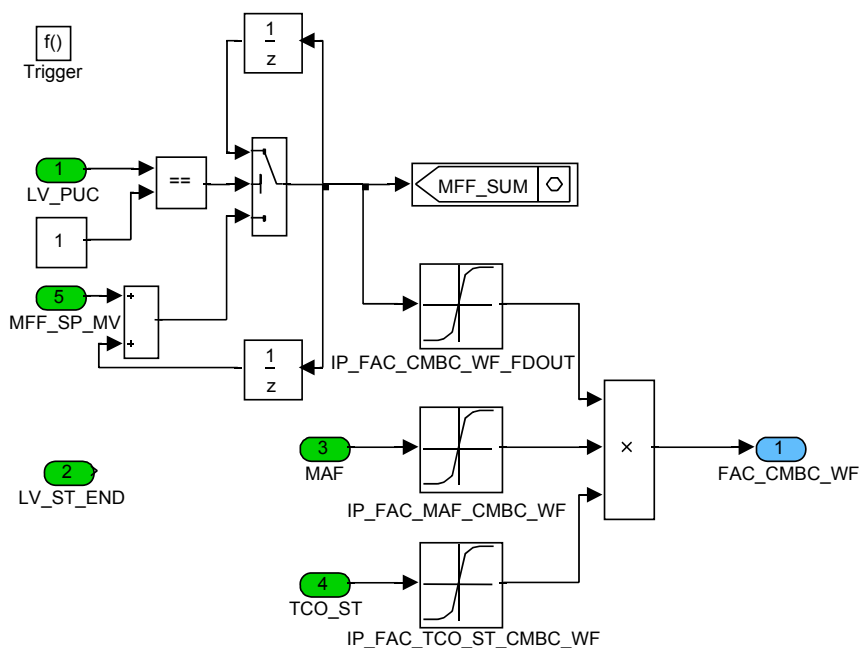 1
z
f()
Trigger
1
LV_PUC
==
MFF_SUM
1
5
MFF_SP_MV
+
+
1
z
IP_FAC_CMBC_WF_FDOUT
3
MAF
IP_FAC_MAF_CMBC_WF
×
1
FAC_CMBC_WF
2
LV_ST_END
4
TCO_ST
IP_FAC_TCO_ST_CMBC_WF